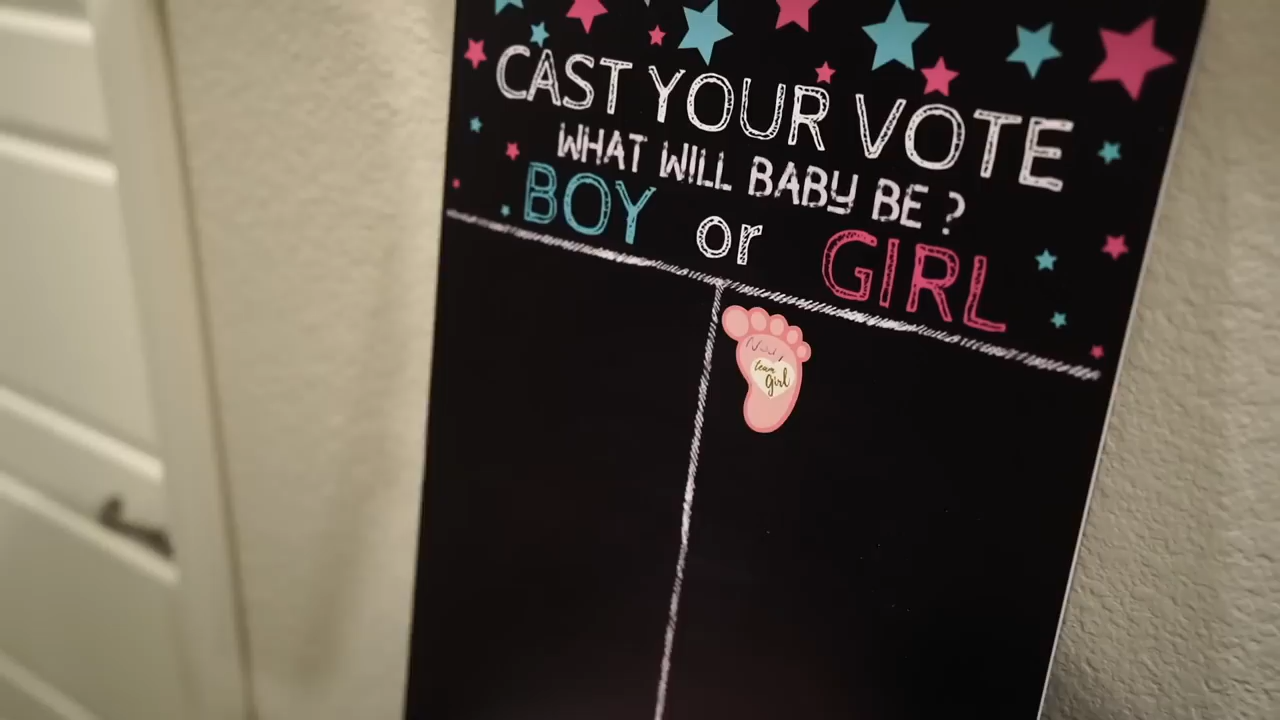 CAST YOUR VOTE
WHAT WILL BABY BE ?
BOY or GIRL
team
girl